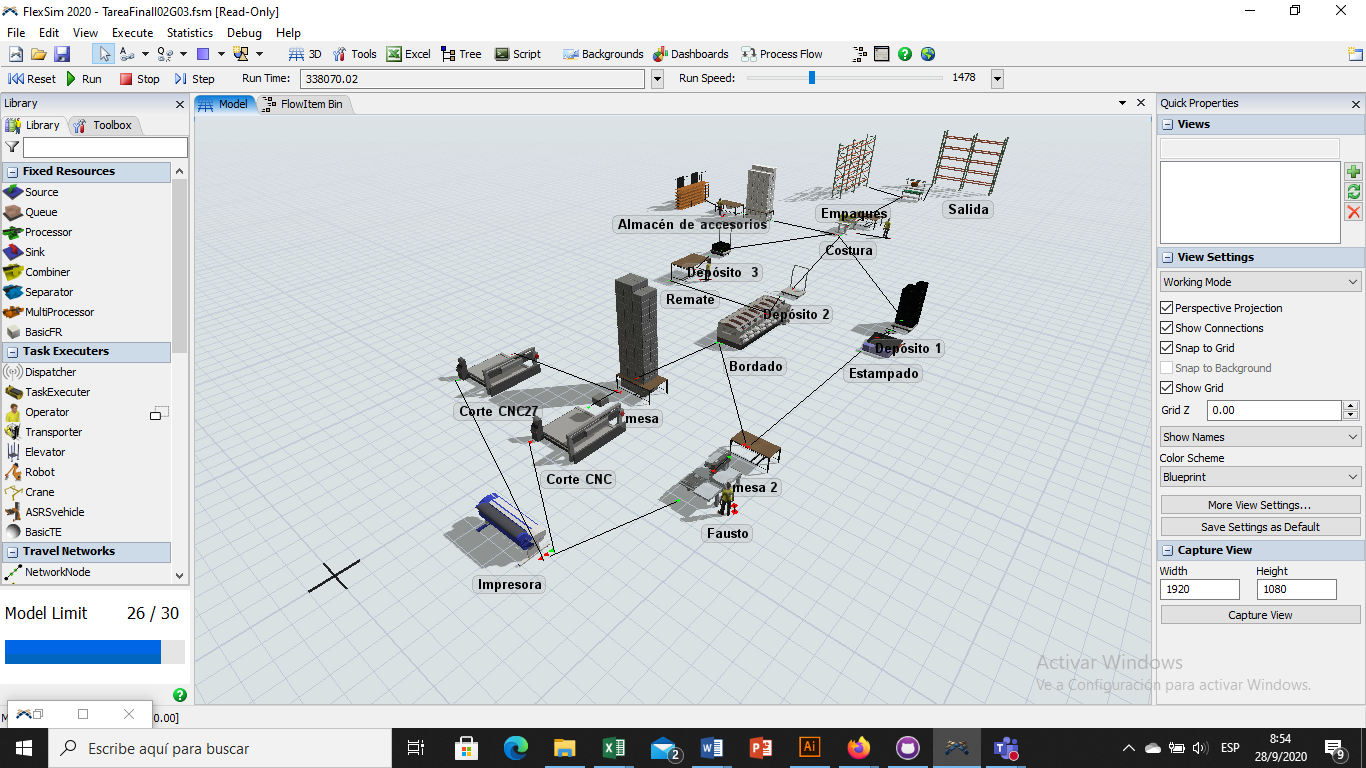 FlexSim 2020 - TareaFinalI02G03.fsm [Read-Only]
File Edit View Execute Statistics Debug Help
3D Tools Excel Tree Script Backgrounds Dashboards Process Flow
Reset Run Stop Step Run Time: 338070.02 Run Speed: 1478
Library
Library Toolbox
Fixed Resources
Source
Queue
Processor
Sink
Combiner
Separator
MultiProcessor
BasicFR
Task Executers
Dispatcher
TaskExecuter
Operator
Transporter
Elevator
Robot
Crane
ASRSvehicle
BasicTE
Travel Networks
NetworkNode
Model Limit 26 / 30
0.00]
Model FlowItem Bin
Salida
Empaques
Almacén de accesorios
Costura
Depósito 3
Remate
Depósito 2
Depósito 1
Bordado
Estampado
Corte CNC27
mesa
Corte CNC
mesa 2
Fausto
Impresora
Quick Properties
Views
View Settings
Working Mode
Perspective Projection
Show Connections
Snap to Grid
Snap to Background
Show Grid
Grid Z 0.00
Show Names
Color Scheme
Blueprint
More View Settings...
Save Settings as Default
Capture View
Width Height
1920 1080
Capture View
Activar Windows
Ve a Configuración para activar Windows.
Escribe aquí para buscar
2
ESP
8:54
28/9/2020
9